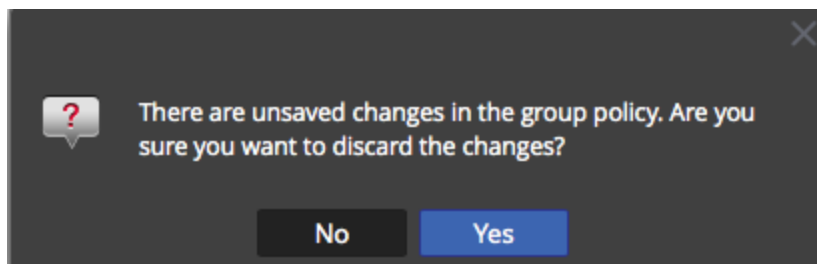 ?
There are unsaved changes in the group policy. Are you
sure you want to discard the changes?
No
Yes